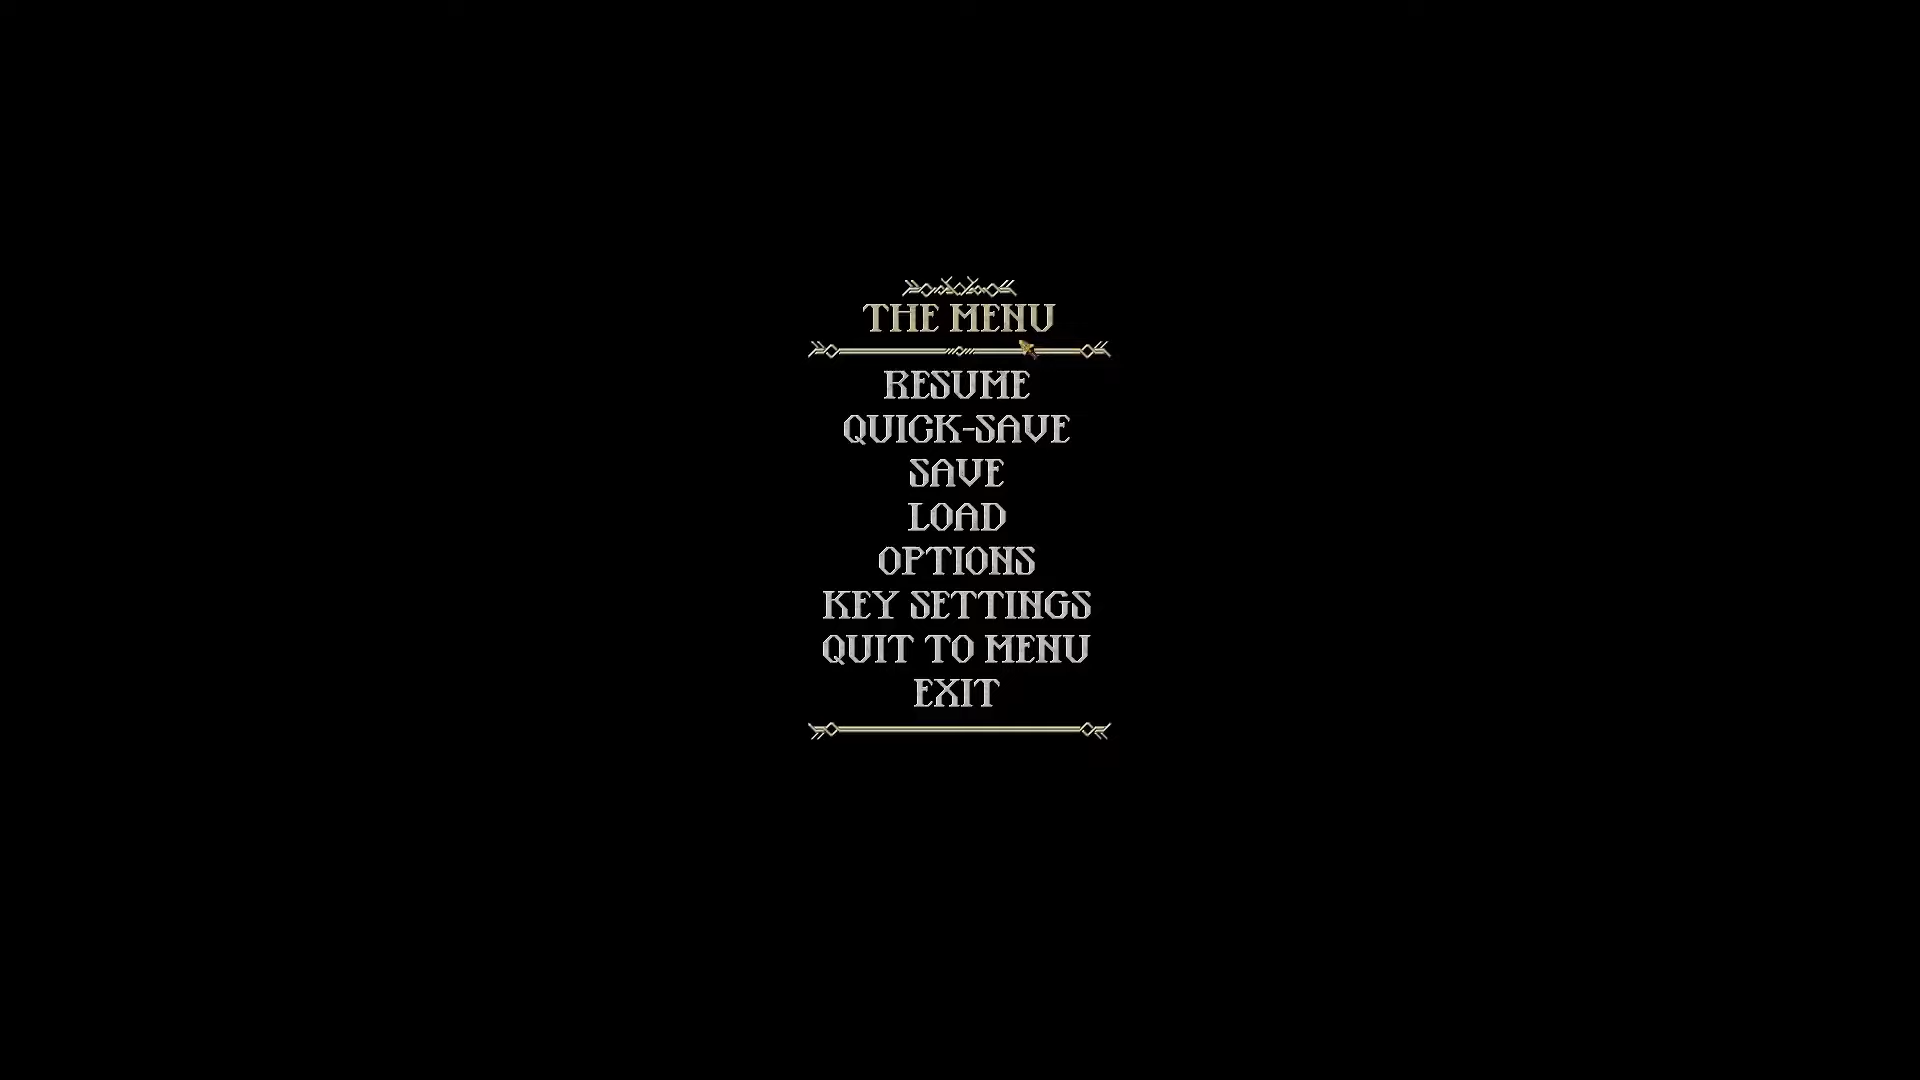 THE MENU
RESUME
QUICK-SAVE
SAVE
LOAD
OPTIONS
KEY SETTINGS
QUIT TO MENU
EXIT